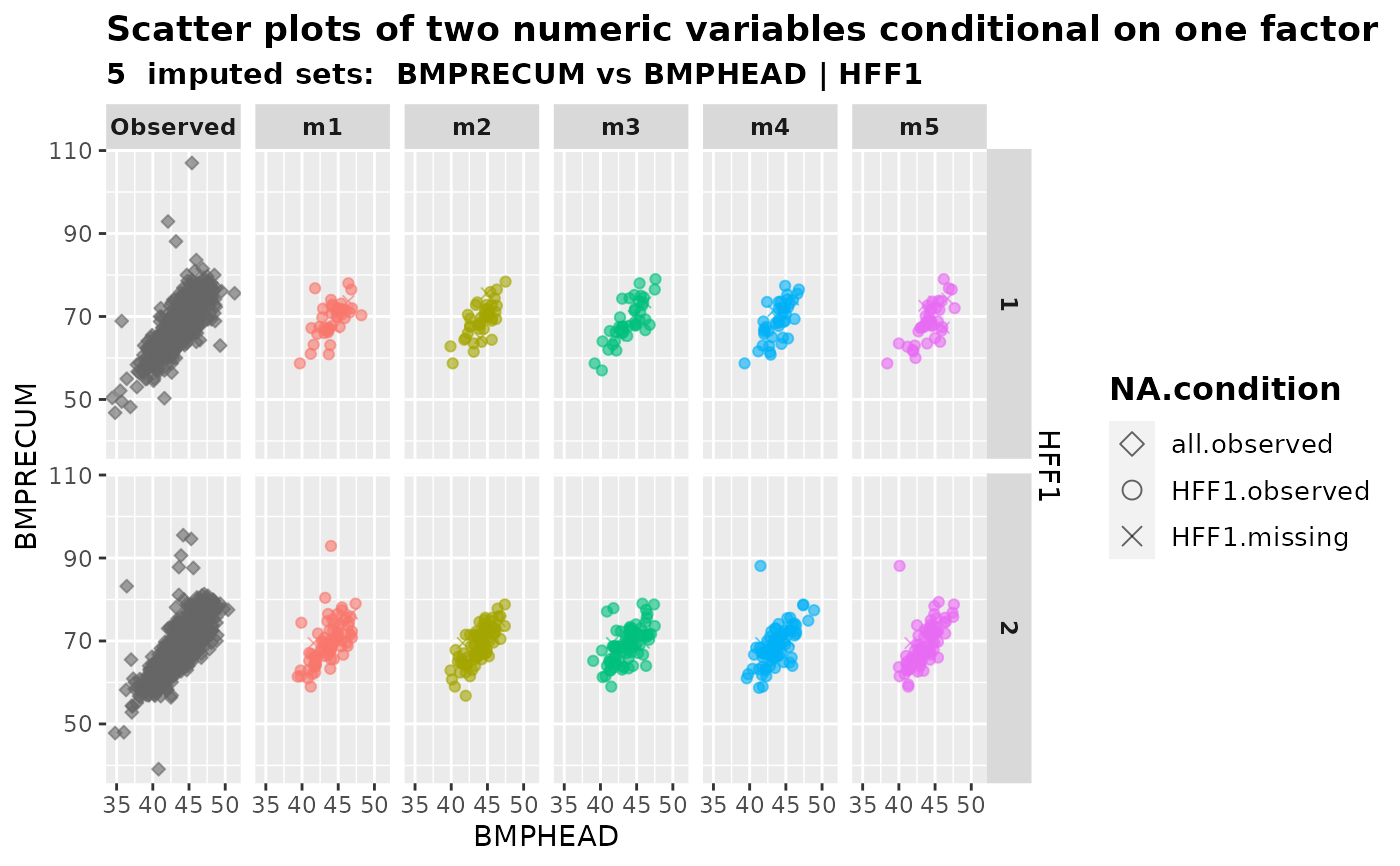 Scatter plots of two numeric variables conditional on one factor
5  imputed sets:  BMPRECUM vs BMPHEAD | HFF1
Observed m1 m2 m3 m4 m5
110
90
70
50
1
110
90
70
50
2
BMPRECUM
HFF1
35 40 45 50 35 40 45 50 35 40 45 50 35 40 45 50 35 40 45 50 35 40 45 50
BMPHEAD
NA.condition
all.observed
HFF1.observed
HFF1.missing